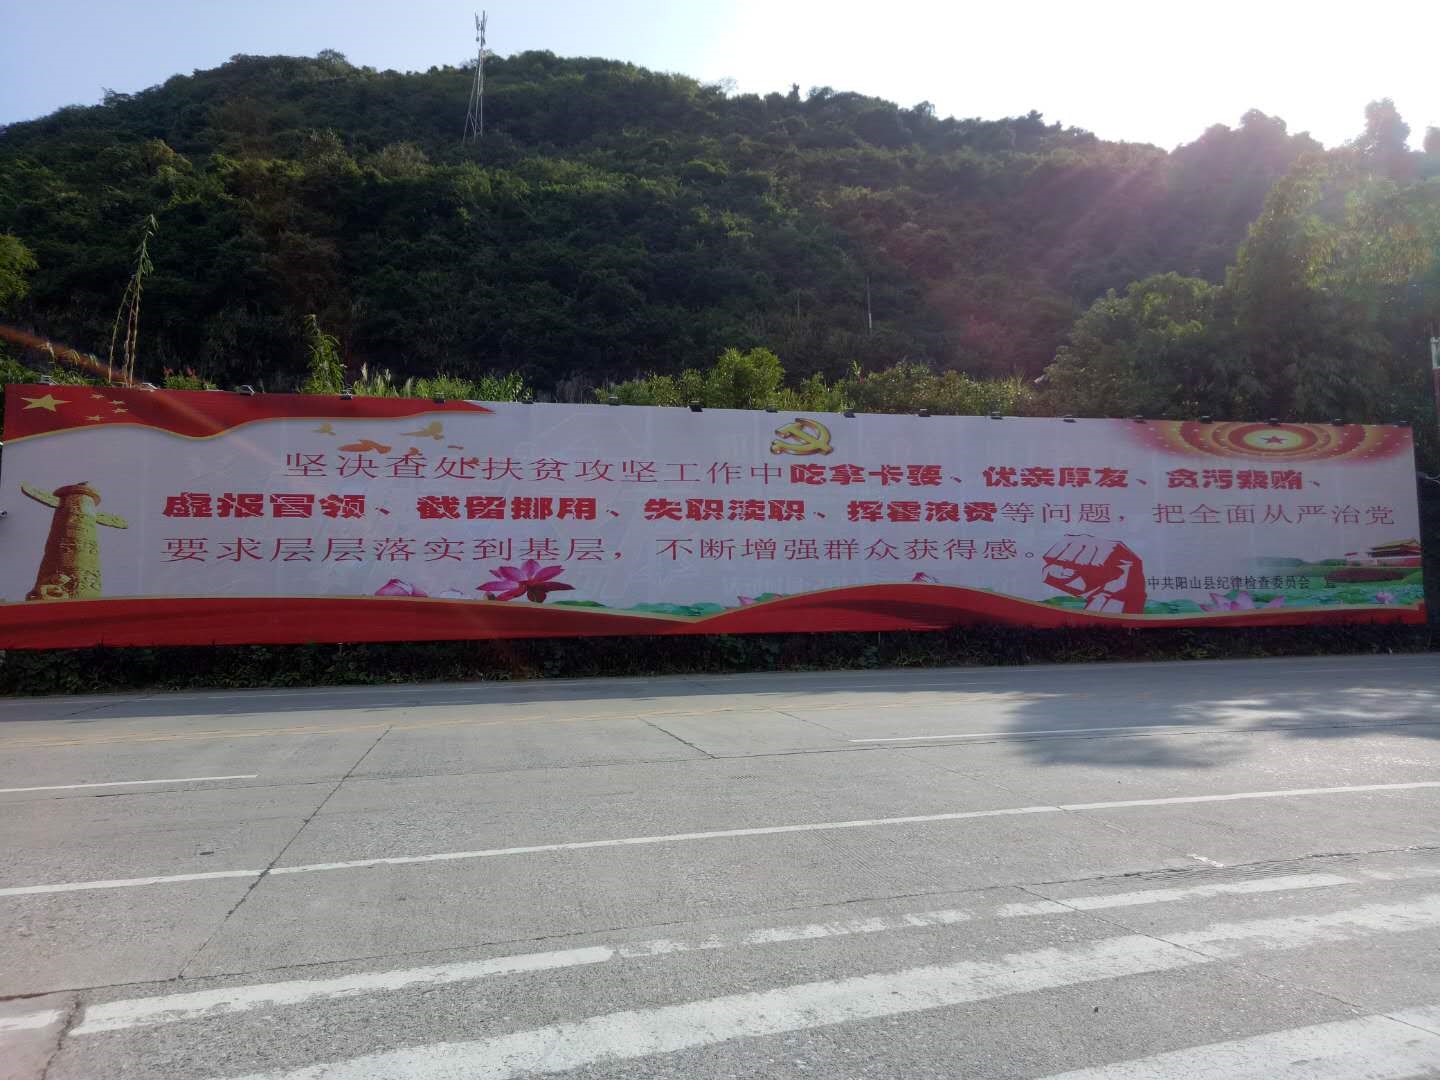 坚决查处扶贫攻坚工作中吃拿卡要、优亲厚友、贪污贿赂、
虚报冒领、截留挪用、失职渎职、挥霍浪费等问题，把全面从严治党
要求层层落实到基层，不断增强群众获得感。
中共阳山县纪律检查委员会